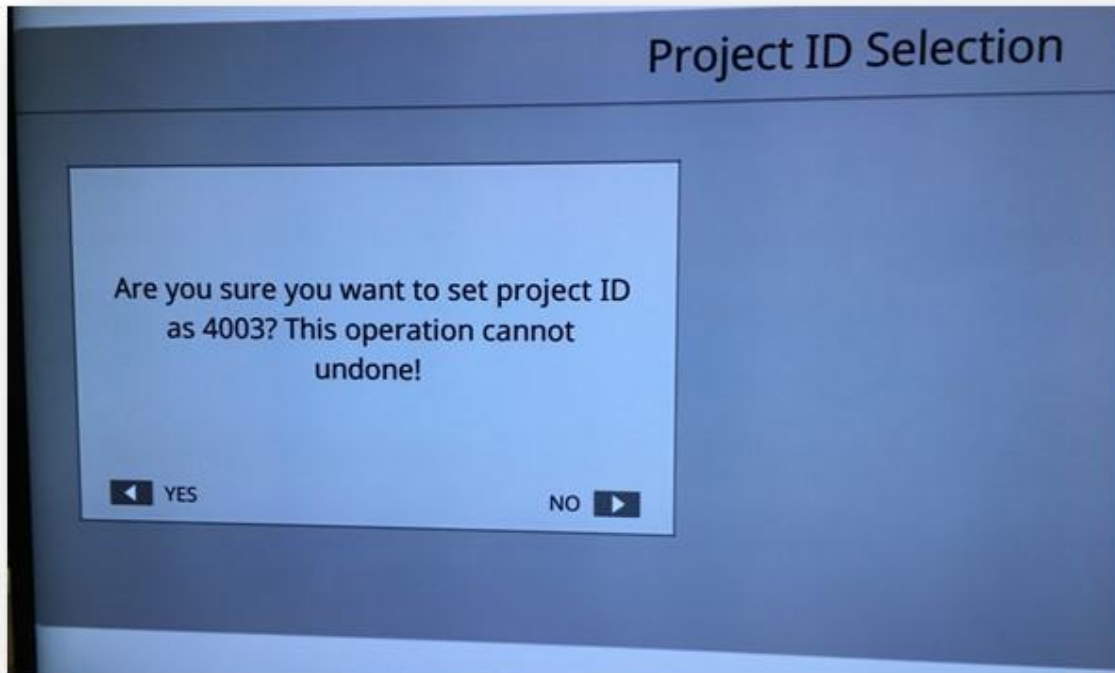 Project ID Selection
Are you sure you want to set project ID
as 4003? This operation cannot
undone!
YES
NO